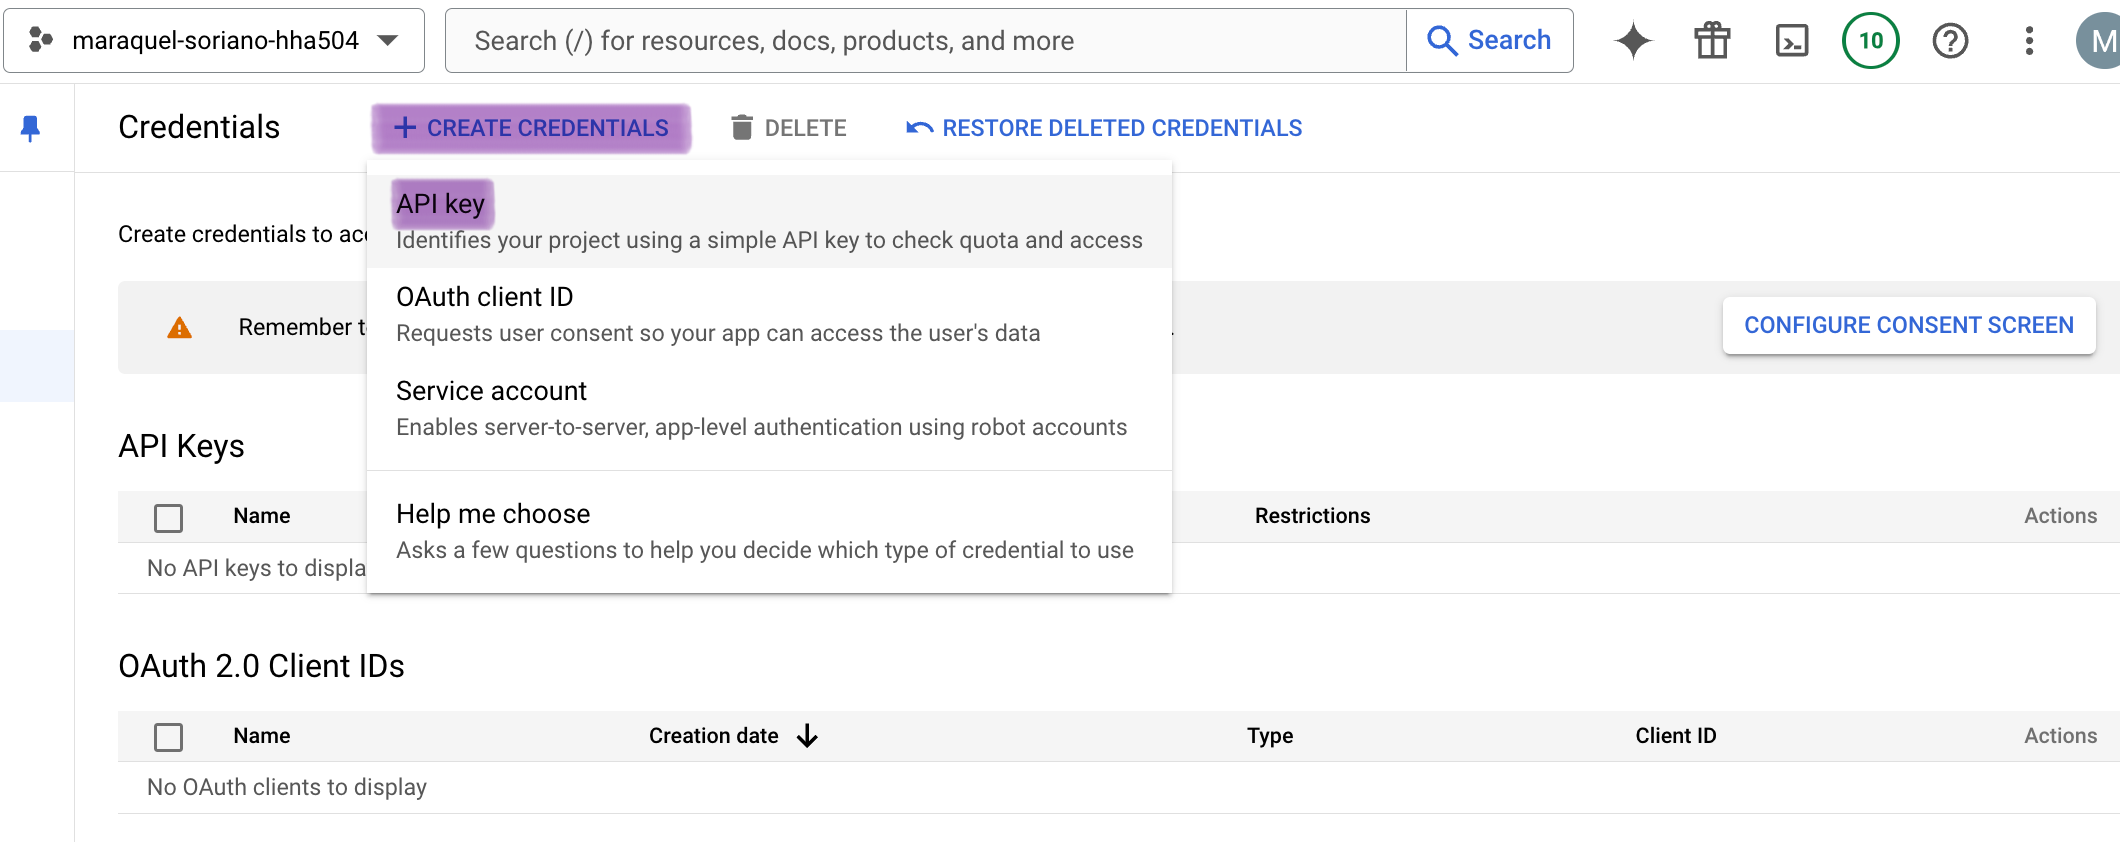 maraquel-soriano-hha504
Search (/) for resources, docs, products, and more
Search
10
M
Credentials
+ CREATE CREDENTIALS
DELETE
RESTORE DELETED CREDENTIALS
API key
Identifies your project using a simple API key to check quota and access
Create credentials to
OAuth client ID
Requests user consent so your app can access the user's data
Remember
CONFIGURE CONSENT SCREEN
Service account
Enables server-to-server, app-level authentication using robot accounts
API Keys
Help me choose
Asks a few questions to help you decide which type of credential to use
Name
Restrictions
Actions
No API keys to displa
OAuth 2.0 Client IDs
Name
Creation date
Type
Client ID
Actions
No OAuth clients to display